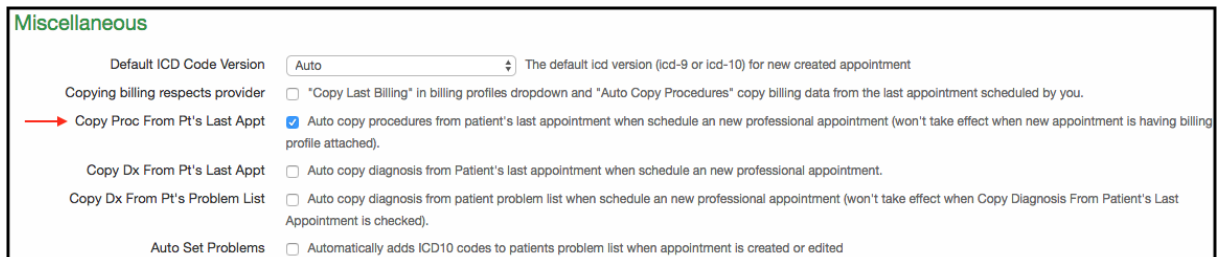 Miscellaneous
Default ICD Code Version Auto The default icd version (icd-9 or icd-10) for new created appointment
Copying billing respects provider "Copy Last Billing" in billing profiles dropdown and "Auto Copy Procedures" copy billing data from the last appointment scheduled by you.
Copy Proc From Pt's Last Appt Auto copy procedures from patient's last appointment when schedule an new professional appointment (won't take effect when new appointment is having billing
profile attached).
Copy Dx From Pt's Last Appt Auto copy diagnosis from Patient's last appointment when schedule an new professional appointment.
Copy Dx From Pt's Problem List Auto copy diagnosis from patient problem list when schedule an new professional appointment (won't take effect when Copy Diagnosis From Patient's Last
Appointment is checked).
Auto Set Problems Automatically adds ICD10 codes to patients problem list when appointment is created or edited